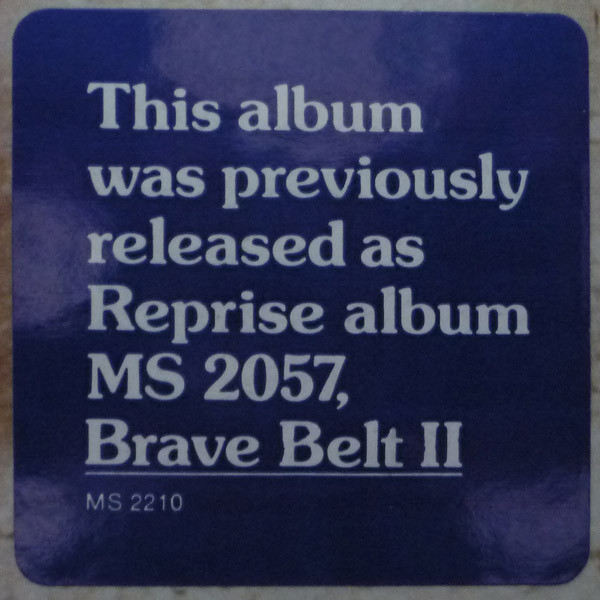 This album
was previously
released as
Reprise album
MS 2057,
Brave Belt II
MS 2210